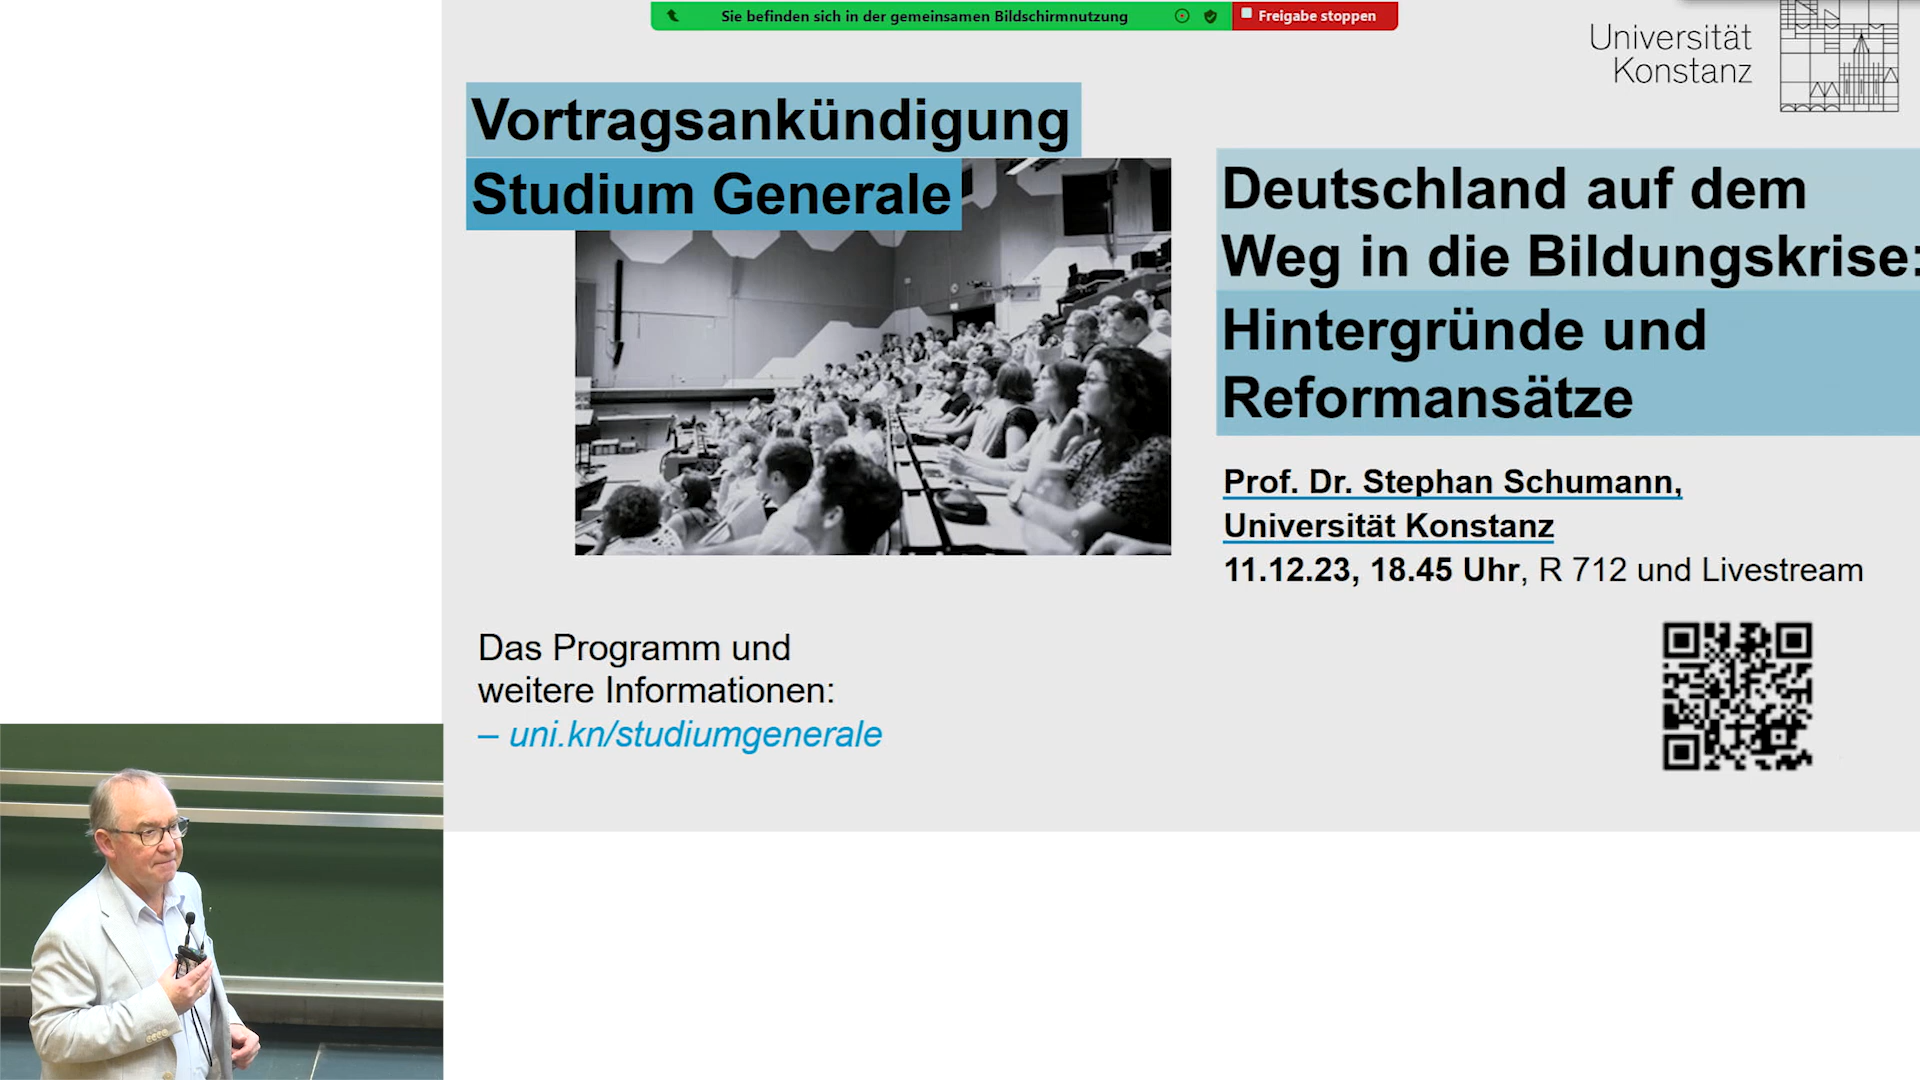 Sie befinden sich in der gemeinsamen Bildschirmnutzung
Freigabe stoppen
Universität
Konstanz
Vortragsankündigung
Studium Generale
Deutschland auf dem
Weg in die Bildungskrise:
Hintergründe und
Reformansätze
Prof. Dr. Stephan Schumann,
Universität Konstanz
11.12.23, 18.45 Uhr, R 712 und Livestream
Das Programm und
weitere Informationen:
– uni.kn/studiumgenerale